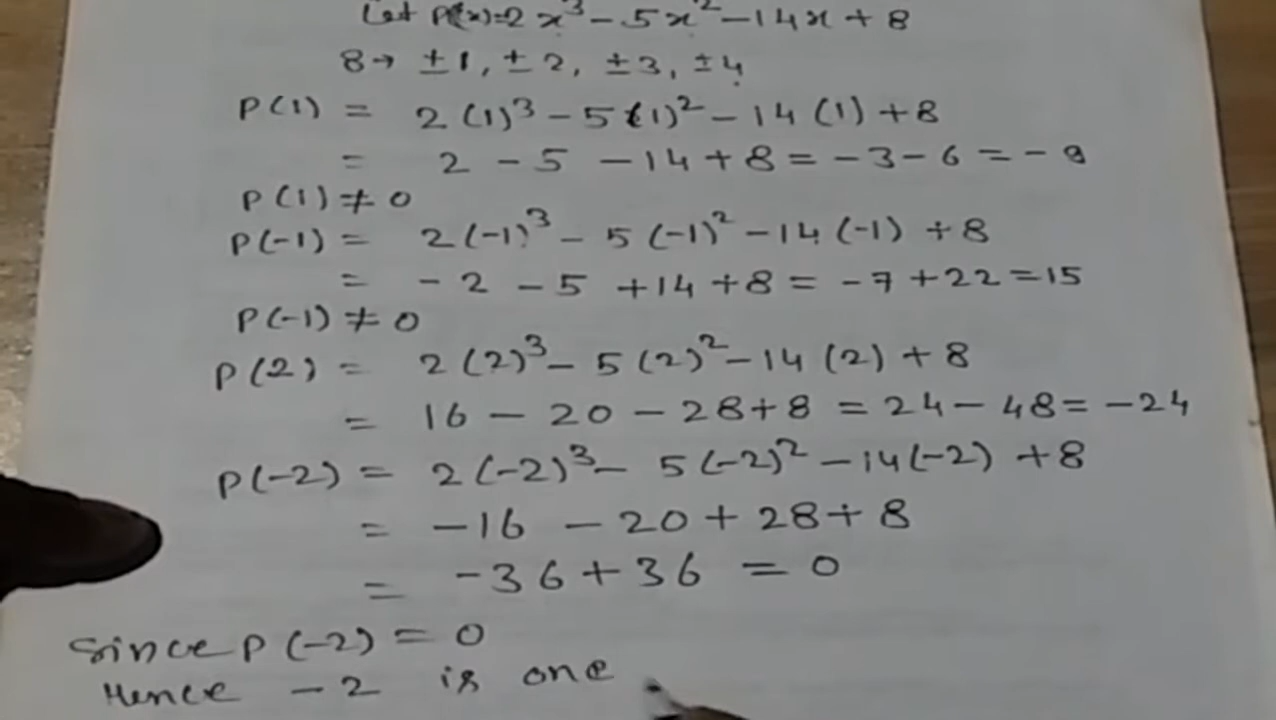 Let P(x)=2x³-5x²-14x+8
8→ ±1, ±2, ±3, ±4
P(1) = 2(1)³-5(1)²-14(1)+8
= 2-5-14+8=-3-6=-9
P(1)≠0
P(-1) = 2(-1)³-5(-1)²-14(-1)+8
= -2-5+14+8=-7+22=15
P(-1)≠0
P(2) = 2(2)³-5(2)²-14(2)+8
= 16-20-28+8=24-48=-24
P(-2) = 2(-2)³-5(-2)²-14(-2)+8
= -16-20+28+8
= -36+36=0
Since P(-2)=0
Hence -2 is one